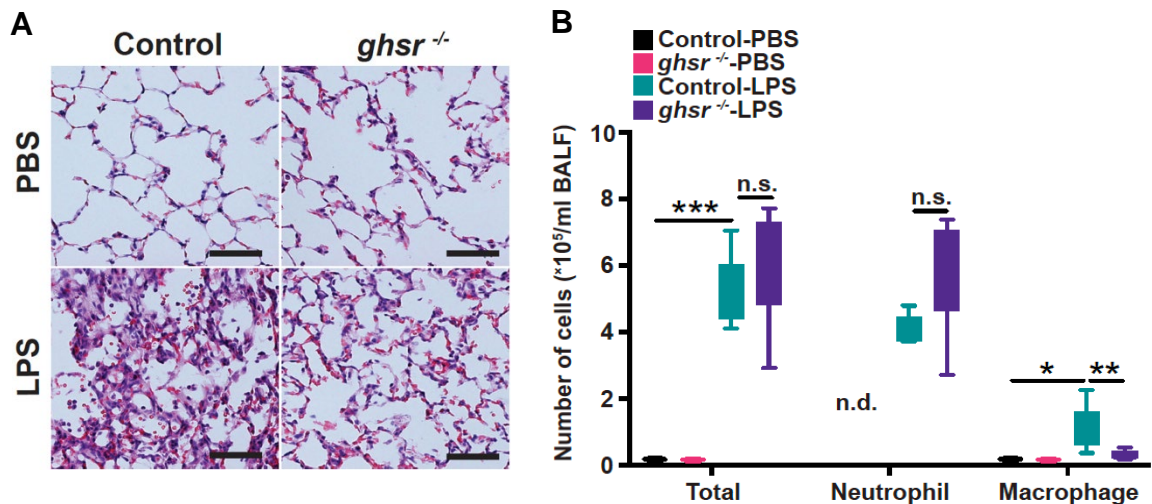 A
Control
ghsr -/-
PBS
LPS
B
Control-PBS
ghsr -/--PBS
Control-LPS
ghsr -/--LPS
Number of cells (×10⁵/ml BALF)
10
8
6
4
2
0
***
n.s.
n.s.
n.d.
*
**
Total
Neutrophil
Macrophage